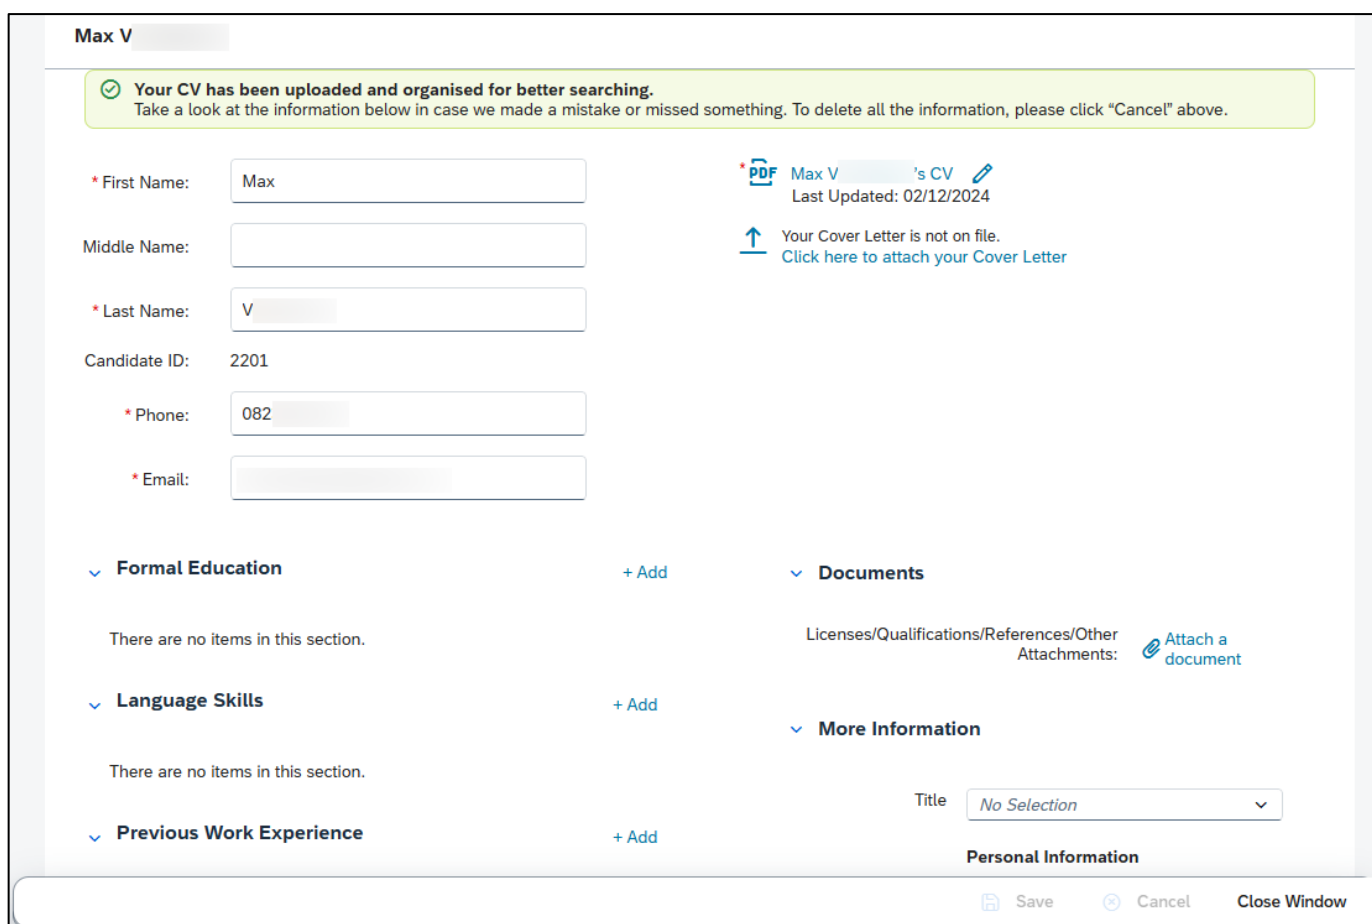 Max V
Your CV has been uploaded and organised for better searching.
Take a look at the information below in case we made a mistake or missed something. To delete all the information, please click “Cancel” above.
* First Name: Max
Middle Name:
* Last Name: V
Candidate ID: 2201
* Phone: 082
* Email:
* PDF Max V 's CV
Last Updated: 02/12/2024
Your Cover Letter is not on file.
Click here to attach your Cover Letter
Formal Education + Add
There are no items in this section.
Language Skills + Add
There are no items in this section.
Previous Work Experience + Add
Documents
Licenses/Qualifications/References/Other
Attachments:
Attach a
document
More Information
Title No Selection
Personal Information
Save Cancel Close Window